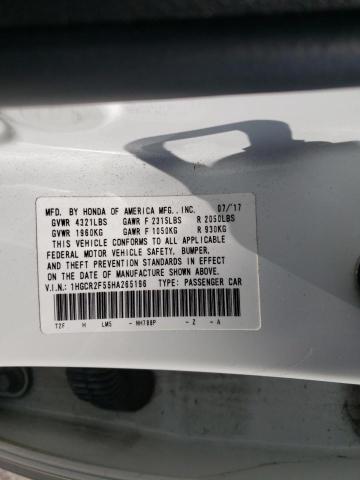 MFD. BY HONDA OF AMERICA MFG., INC. 07/'17
GVWR 4321LBS GAWR F 2315LBS R 2050LBS
GVWR 1960KG GAWR F 1050KG R 930KG
THIS VEHICLE CONFORMS TO ALL APPLICABLE
FEDERAL MOTOR VEHICLE SAFETY, BUMPER,
AND THEFT PREVENTION STANDARDS IN EFFECT
ON THE DATE OF MANUFACTURE SHOWN ABOVE.
V.I.N.: 1HGCR2F55HA265196 TYPE: PASSENGER CAR
T2F H LM5 - NH788P - Z - A